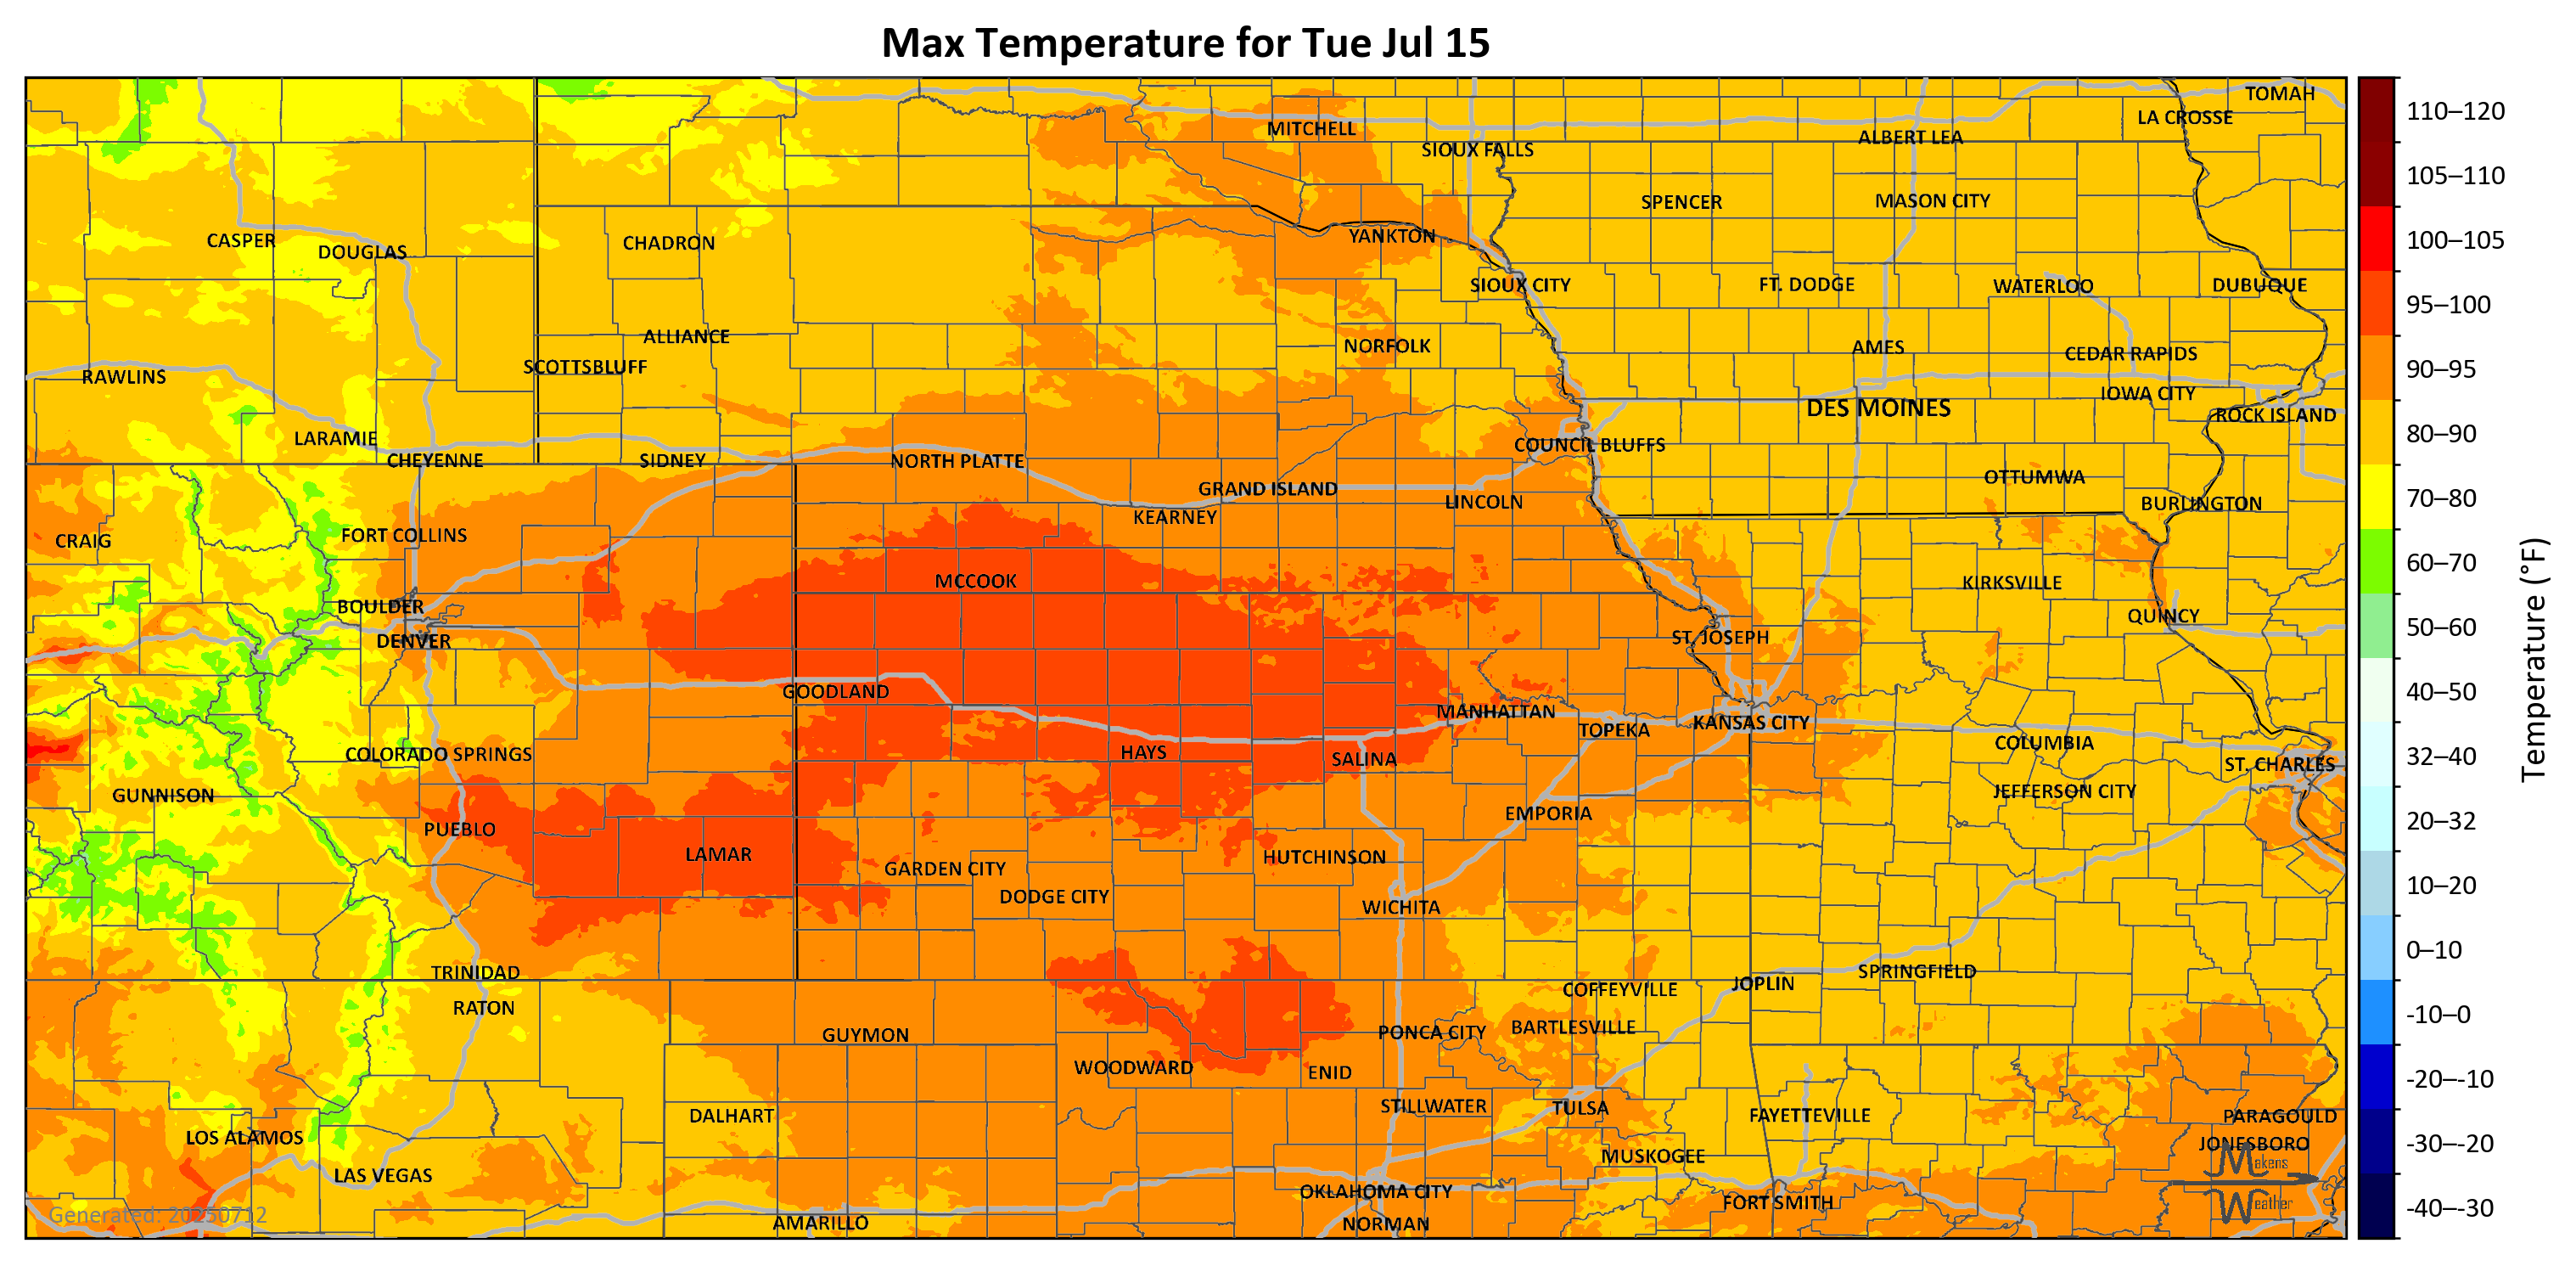 Max Temperature for Tue Jul 15
TOMAH
LA CROSSE
MITCHELL
ALBERT LEA
SIOUX FALLS
SPENCER
MASON CITY
CASPER
DOUGLAS
CHADRON
YANKTON
SIOUX CITY
FT. DODGE
WATERLOO
DUBUQUE
ALLIANCE
NORFOLK
AMES
CEDAR RAPIDS
SCOTTSBLUFF
RAWLINS
IOWA CITY
DES MOINES
ROCK ISLAND
LARAMIE
COUNCIL BLUFFS
CHEYENNE
SIDNEY
NORTH PLATTE
OTTUMWA
GRAND ISLAND
LINCOLN
BURLINGTON
KEARNEY
FORT COLLINS
CRAIG
MCCOOK
KIRKSVILLE
BOULDER
QUINCY
DENVER
ST. JOSEPH
GOODLAND
MANHATTAN
KANSAS CITY
TOPEKA
COLUMBIA
COLORADO SPRINGS
HAYS
SALINA
ST. CHARLES
GUNNISON
JEFFERSON CITY
EMPORIA
PUEBLO
LAMAR
HUTCHINSON
GARDEN CITY
DODGE CITY
WICHITA
TRINIDAD
SPRINGFIELD
JOPLIN
COFFEYVILLE
RATON
BARTLESVILLE
PONCA CITY
GUYMON
WOODWARD
ENID
STILLWATER
TULSA
DALHART
FAYETTEVILLE
PARAGOULD
LOS ALAMOS
JONESBORO
MUSKOGEE
LAS VEGAS
OKLAHOMA CITY
FORT SMITH
AMARILLO
NORMAN
Generated: 20250712
Makens
Weather
110–120
105–110
100–105
95–100
90–95
80–90
70–80
60–70
50–60
40–50
32–40
20–32
10–20
0–10
-10–0
-20–-10
-30–-20
-40–-30
Temperature (°F)